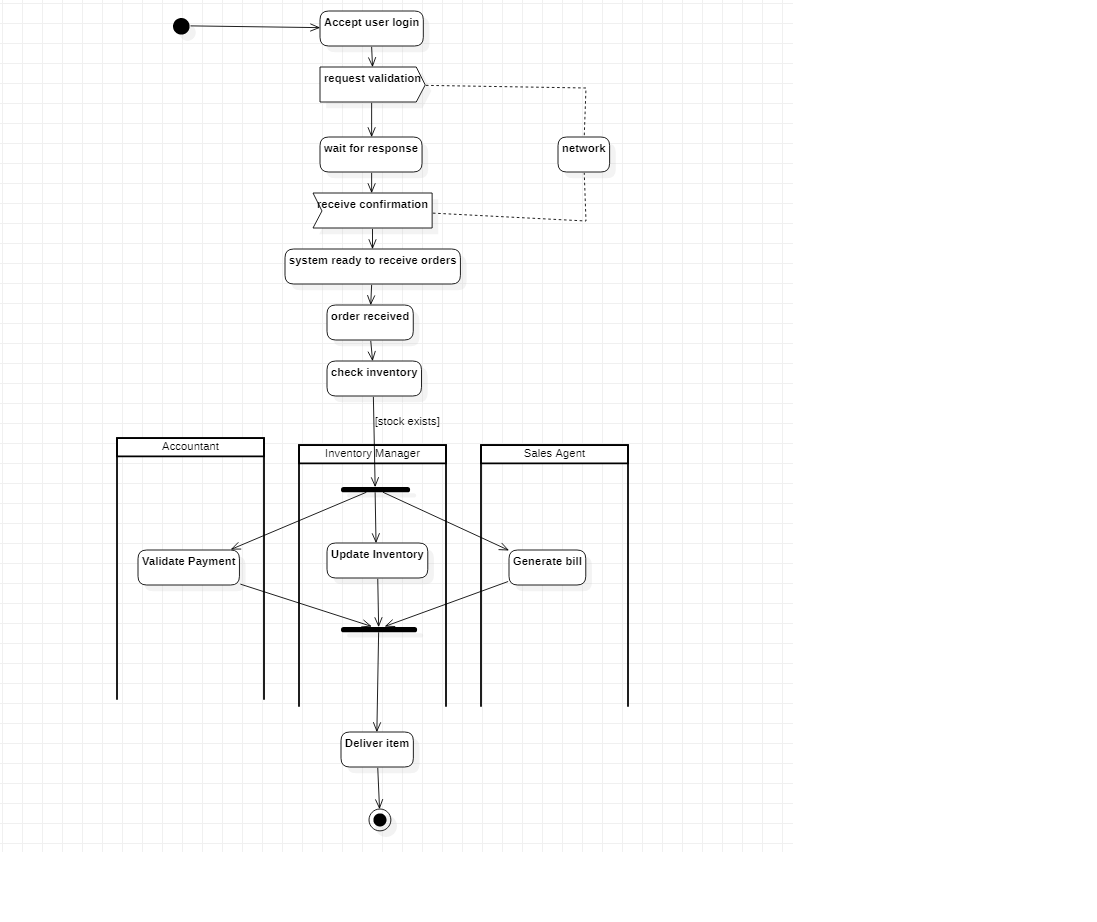 Accept user login
request validation
wait for response
network
receive confirmation
system ready to receive orders
order received
check inventory
[stock exists]
Accountant
Inventory Manager
Sales Agent
Validate Payment
Update Inventory
Generate bill
Deliver item